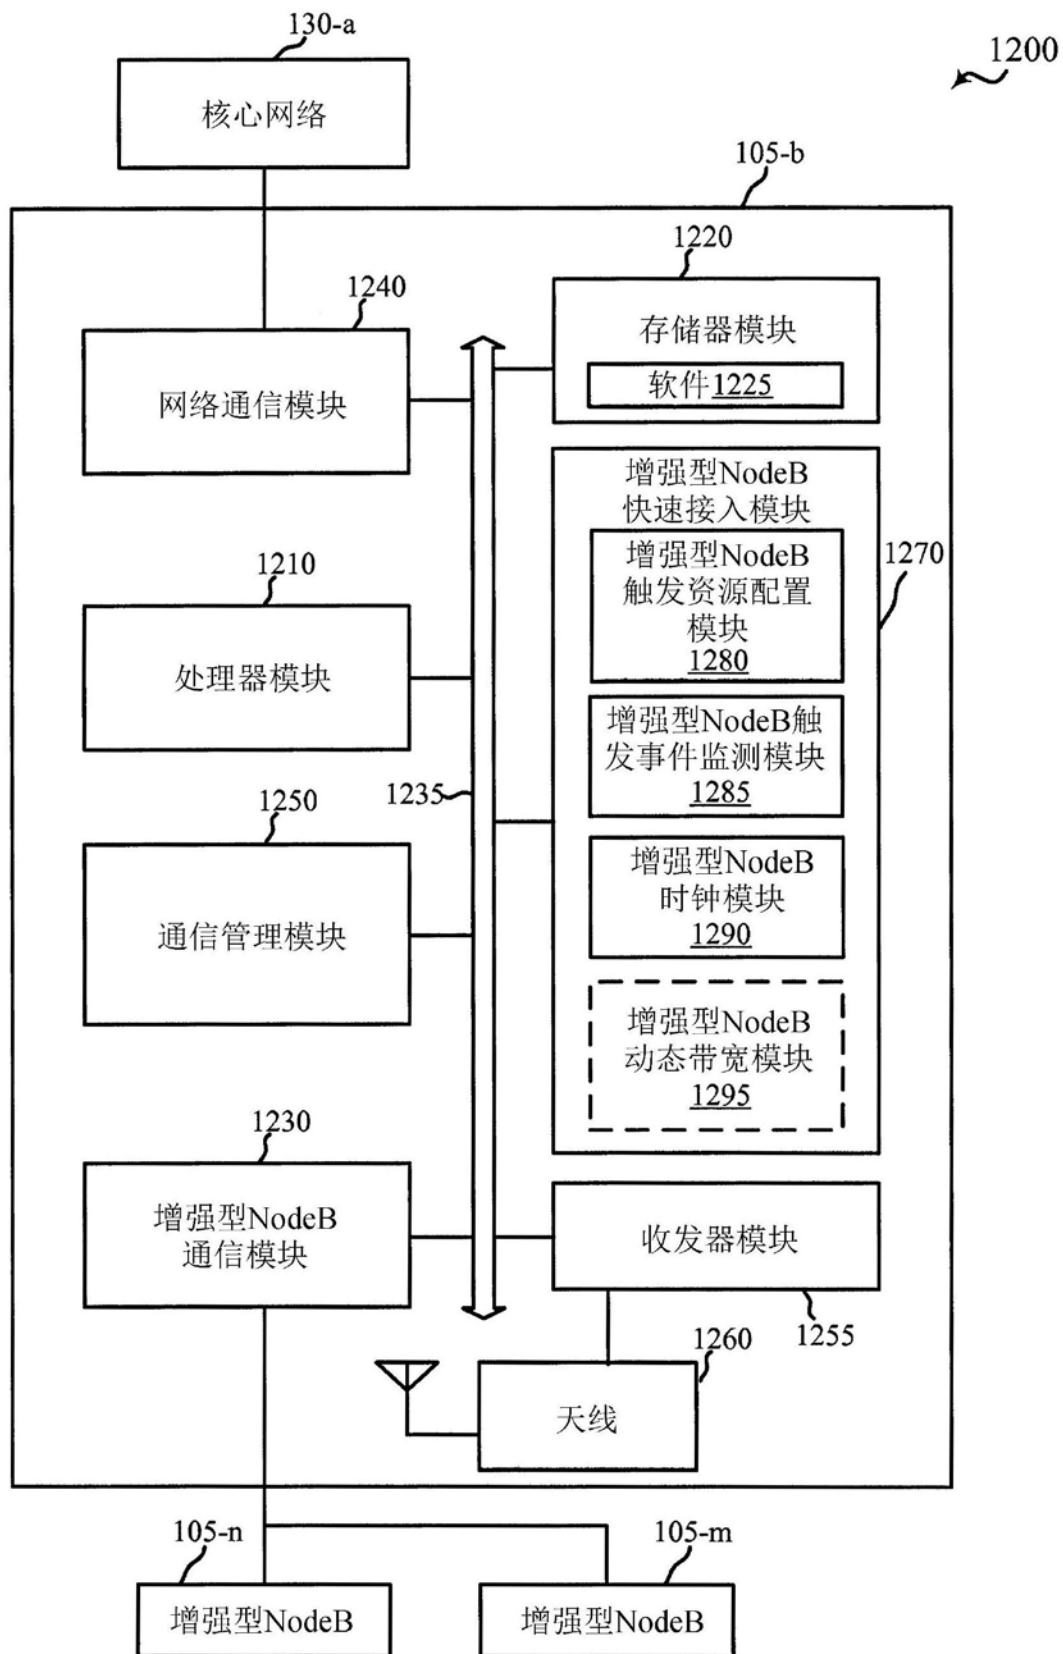 130-a
1200
核心网络
105-b
1220
1240
存储器模块
软件1225
网络通信模块
增强型NodeB
快速接入模块
1270
增强型NodeB
触发资源配置
模块
1280
1210
处理器模块
增强型NodeB触
发事件监测模块
1285
1235
1250
通信管理模块
增强型NodeB
时钟模块
1290
增强型NodeB
动态带宽模块
1295
1230
增强型NodeB
通信模块
收发器模块
1255
1260
天线
105-n
105-m
增强型NodeB
增强型NodeB